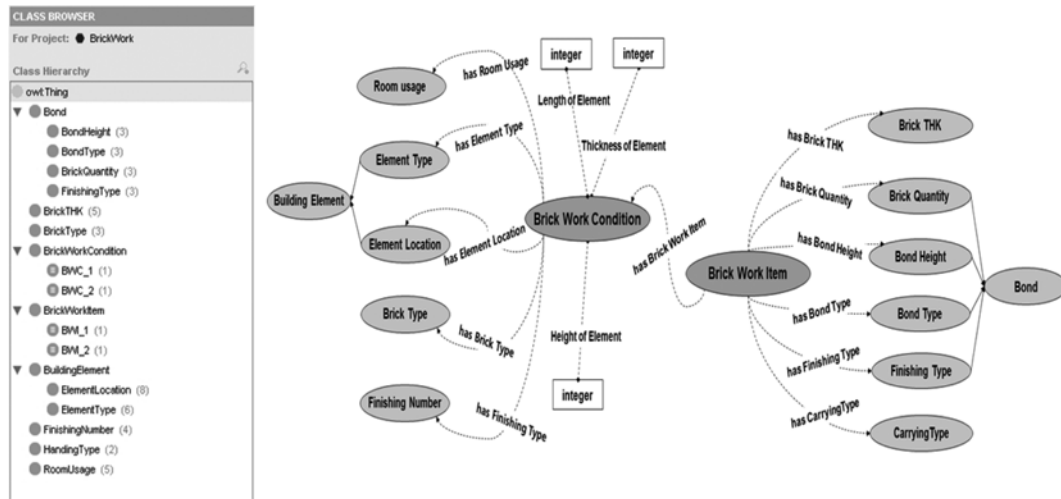 CLASS BROWSER
For Project: BrickWork
Class Hierarchy
owl:Thing
Bond
BondHeight (3)
BondType (3)
BrickQuantity (3)
FinishingType (3)
BrickTHK (5)
BrickType (3)
BrickWorkCondition
BWC_1 (1)
BWC_2 (1)
BrickWorkItem
BWI_1 (1)
BWI_2 (1)
BuildingElement
ElementLocation (8)
ElementType (6)
FinishingNumber (4)
HandingType (2)
RoomUsage (5)
Room usage
has Room Usage
integer
integer
Length of Element
Element Type
has Element Type
Thickness of Element
Building Element
Brick Work Condition
Element Location
has Element Location
has Brick Work Item
Brick Type
has Brick Type
Height of Element
Finishing Number
has Finishing Type
integer
Brick Work Item
has Brick THK
Brick THK
has Brick Quantity
Brick Quantity
has Bond Height
Bond Height
Bond
has Bond Type
Bond Type
has Finishing Type
Finishing Type
has CarryingType
CarryingType